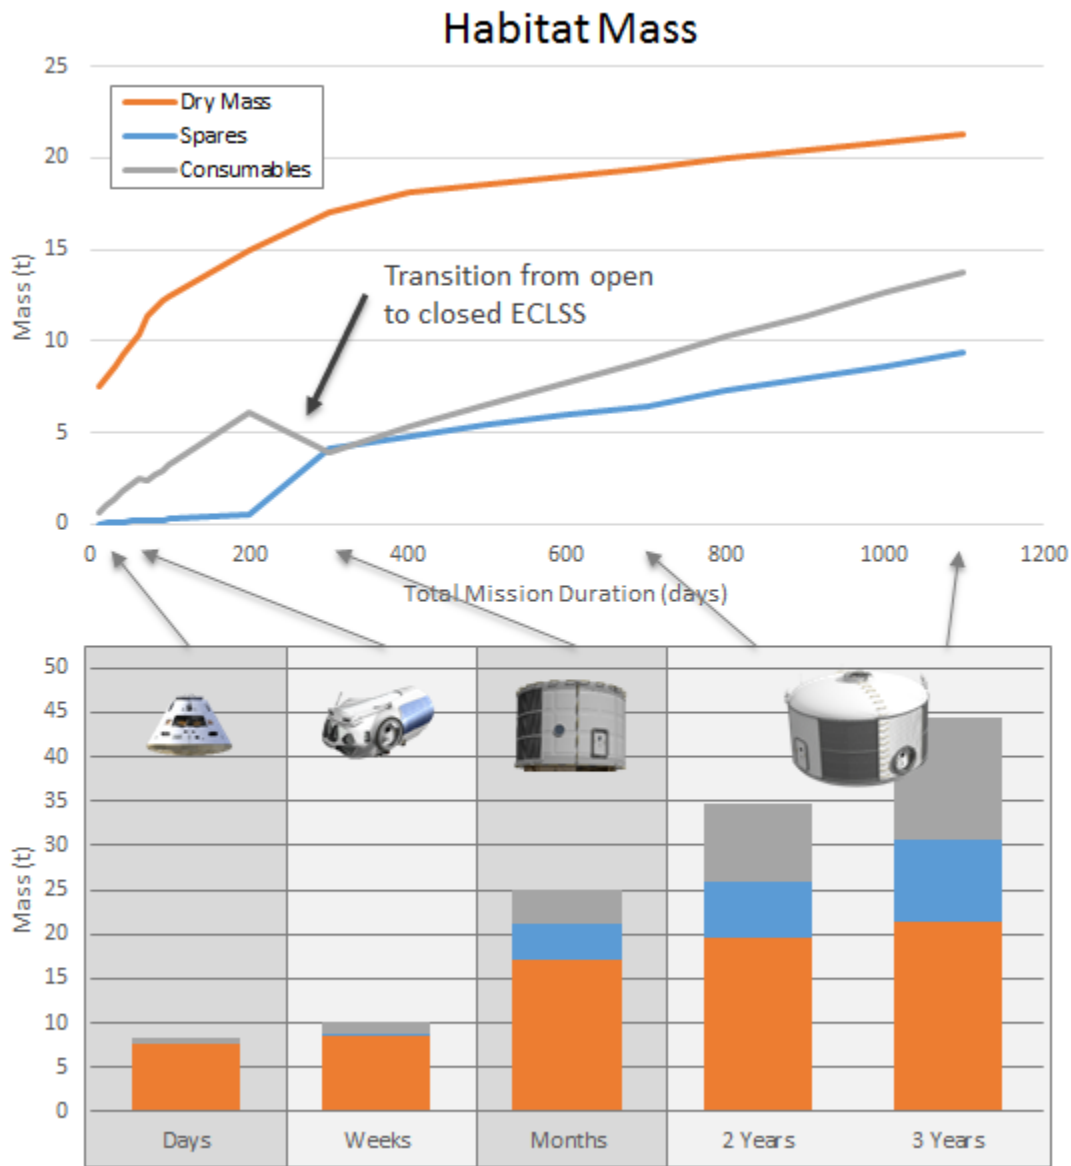 Habitat Mass
25
Dry Mass
Spares
Consumables
20
15
Mass (t)
Transition from open
to closed ECLSS
10
5
0
0 200 400 600 800 1000 1200
Total Mission Duration (days)
50
45
40
35
30
Mass (t)
25
20
15
10
5
0
Days Weeks Months 2 Years 3 Years